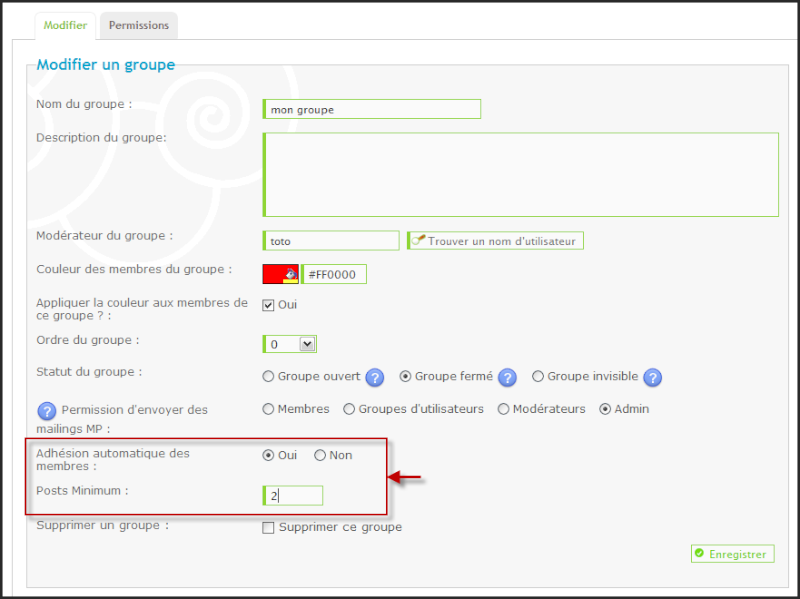 Modifier Permissions
Modifier un groupe
Nom du groupe : mon groupe
Description du groupe:
Modérateur du groupe : toto Trouver un nom d'utilisateur
Couleur des membres du groupe : #FF0000
Appliquer la couleur aux membres de ce groupe ? : Oui
Ordre du groupe : 0
Statut du groupe : Groupe ouvert ? Groupe fermé ? Groupe invisible ?
? Permission d'envoyer des mailings MP : Membres Groupes d'utilisateurs Modérateurs Admin
Adhésion automatique des membres : Oui Non
Posts Minimum : 2
Supprimer un groupe : Supprimer ce groupe
Enregistrer